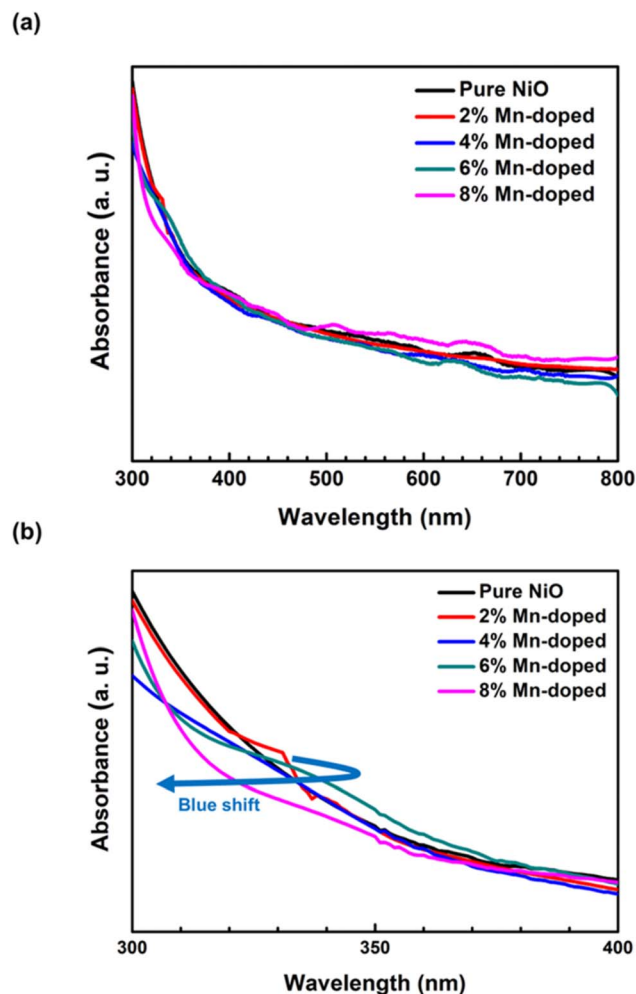 (a)
Pure NiO
2% Mn-doped
4% Mn-doped
6% Mn-doped
8% Mn-doped
Absorbance (a. u.)
300 400 500 600 700 800
Wavelength (nm)
(b)
Pure NiO
2% Mn-doped
4% Mn-doped
6% Mn-doped
8% Mn-doped
Absorbance (a. u.)
Blue shift
300 350 400
Wavelength (nm)